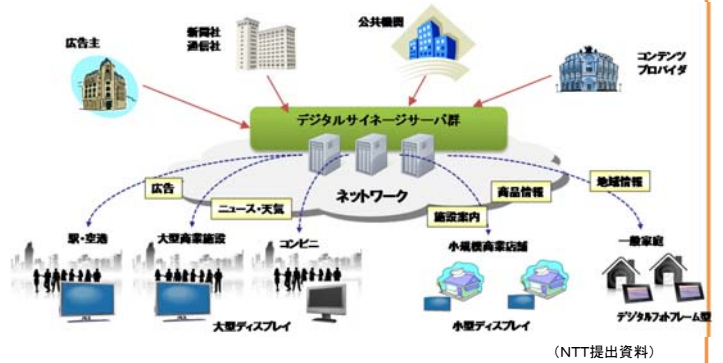 新聞社
通信社
公共機関
広告主
コンテンツ
プロバイダ
デジタルサイネージサーバ群
ネットワーク
広告
ニュース・天気
施設案内
商品情報
地域情報
駅・空港
大型商業施設
コンビニ
小規模商業店舗
一般家庭
大型ディスプレイ
小型ディスプレイ
デジタルフォトフレーム型
(NTT提出資料)